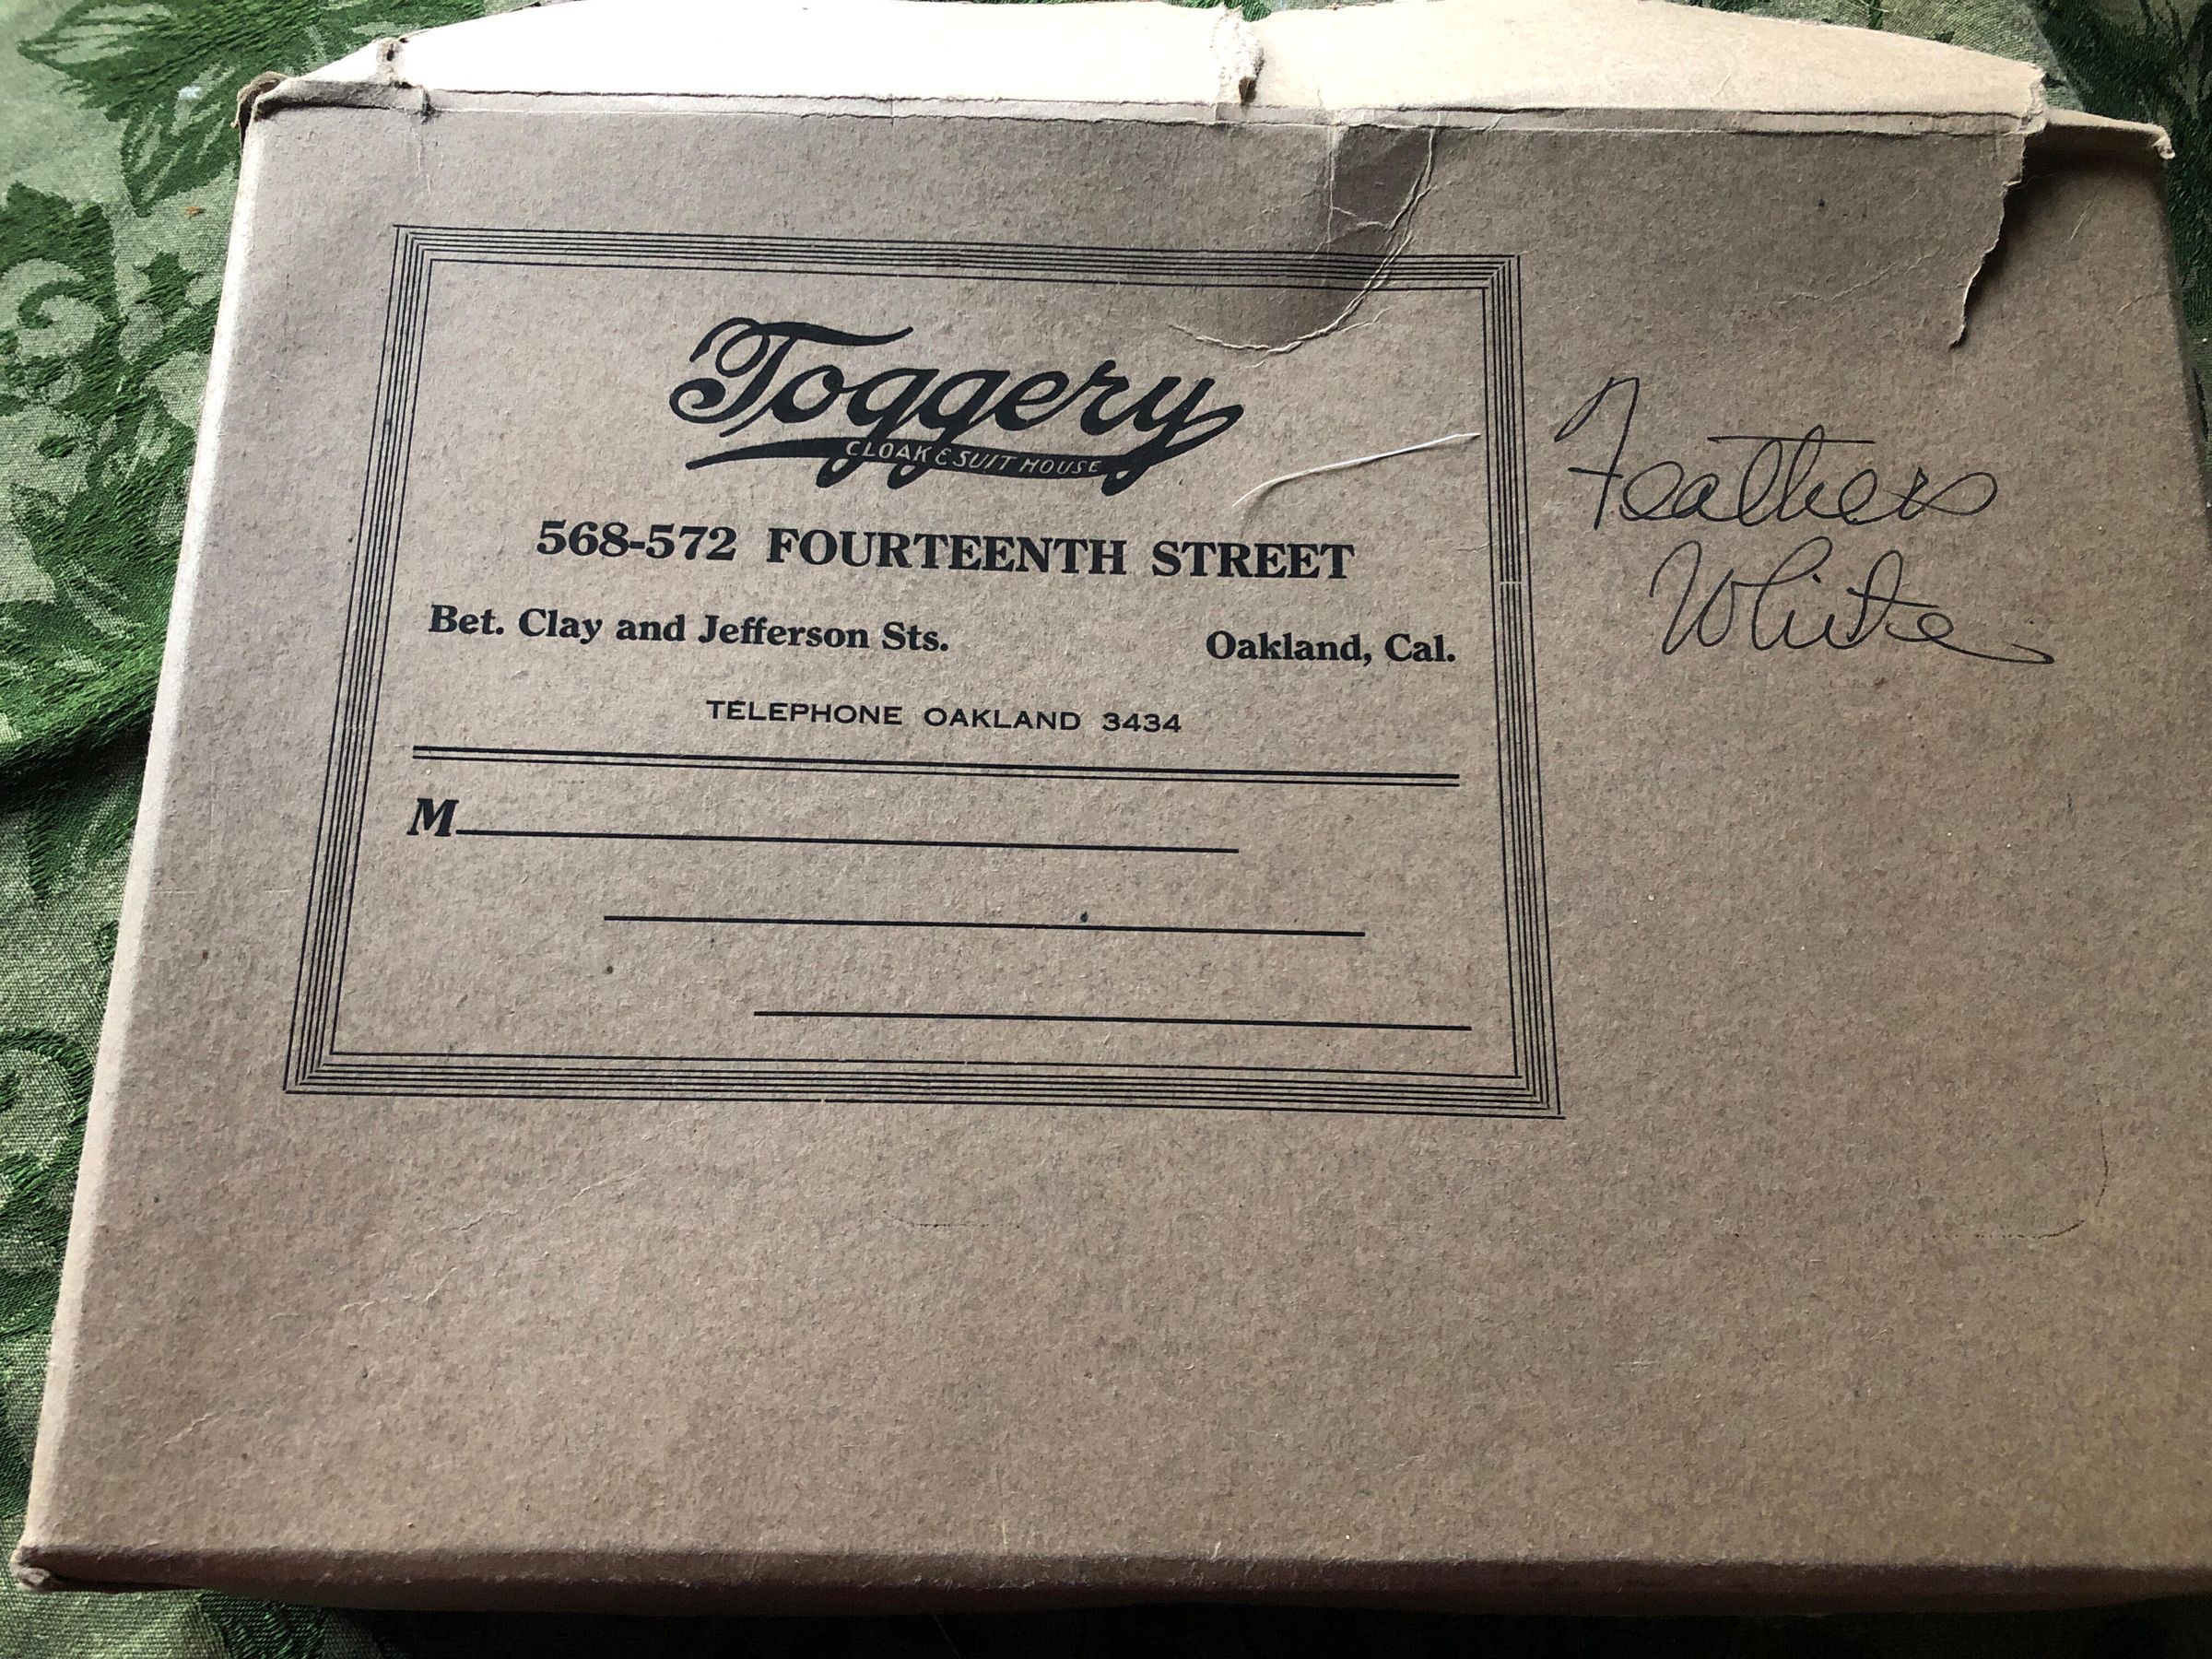 Toggery
CLOAK & SUIT HOUSE
568-572 FOURTEENTH STREET
Bet. Clay and Jefferson Sts. Oakland, Cal.
TELEPHONE OAKLAND 3434
M
Feathers
White